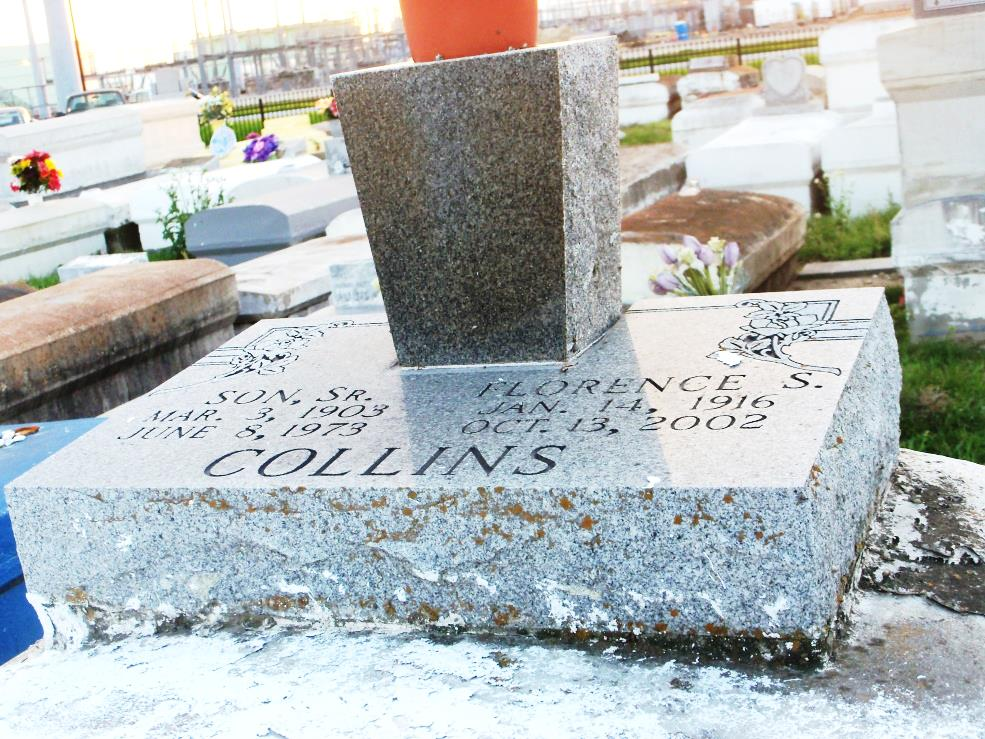 SON, SR. FLORENCE S.
MAR. 3, 1903 JAN. 14, 1916
JUNE 8, 1973 OCT. 13, 2002
COLLINS